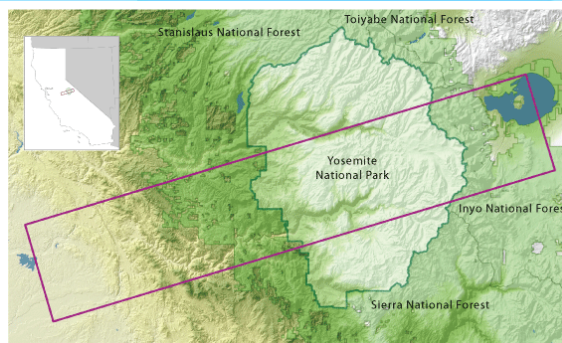 Toiyabe National Forest
Stanislaus National Forest
Yosemite
National Park
Inyo National Fores
Sierra National Forest